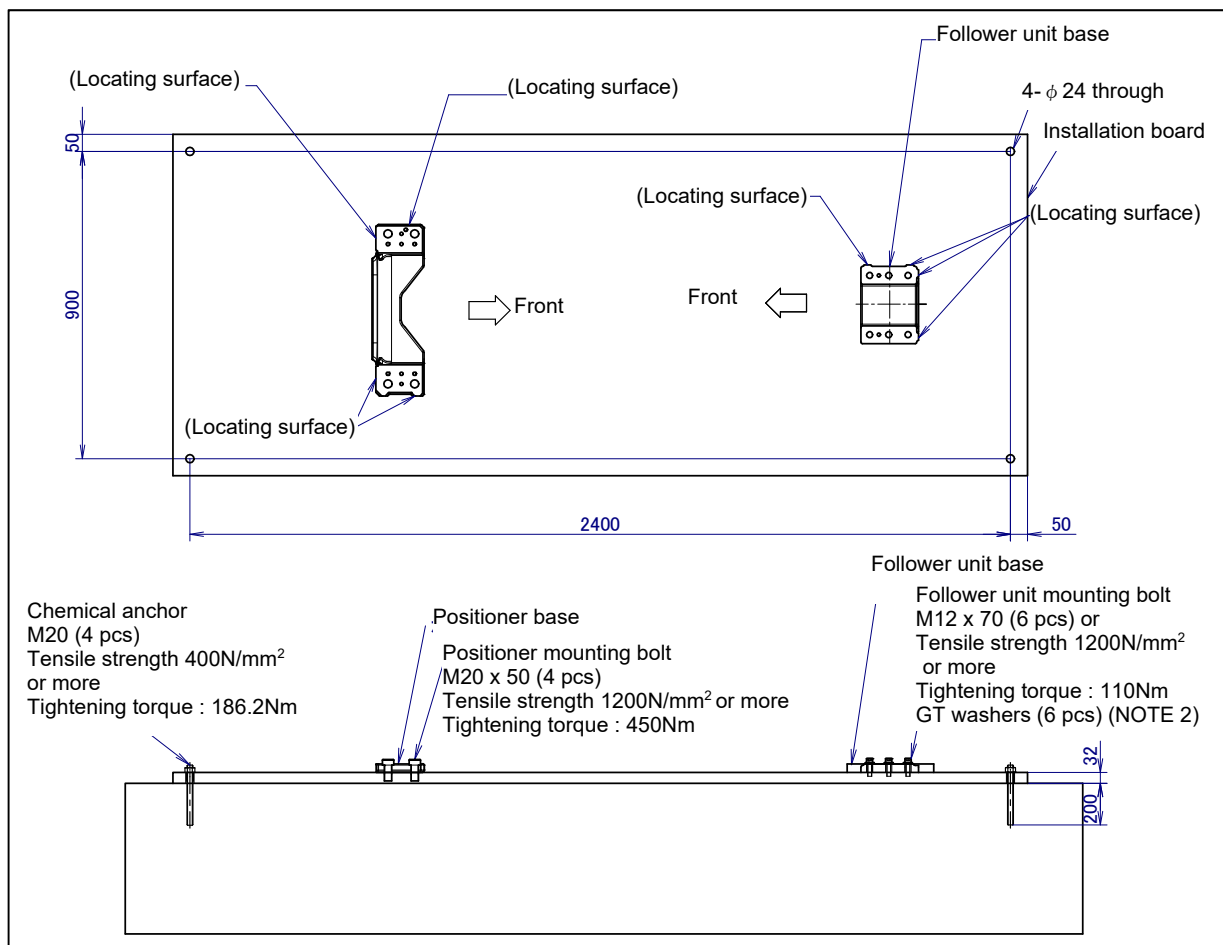 Follower unit base
(Locating surface)
(Locating surface)
4- ϕ 24 through
50
Installation board
(Locating surface)
(Locating surface)
900
Front
Front
(Locating surface)
2400
50
Follower unit base
Chemical anchor
M20 (4 pcs)
Tensile strength 400N/mm²
or more
Tightening torque : 186.2Nm
Positioner base
Positioner mounting bolt
M20 x 50 (4 pcs)
Tensile strength 1200N/mm² or more
Tightening torque : 450Nm
Follower unit mounting bolt
M12 x 70 (6 pcs) or
Tensile strength 1200N/mm²
or more
Tightening torque : 110Nm
GT washers (6 pcs) (NOTE 2)
32
200